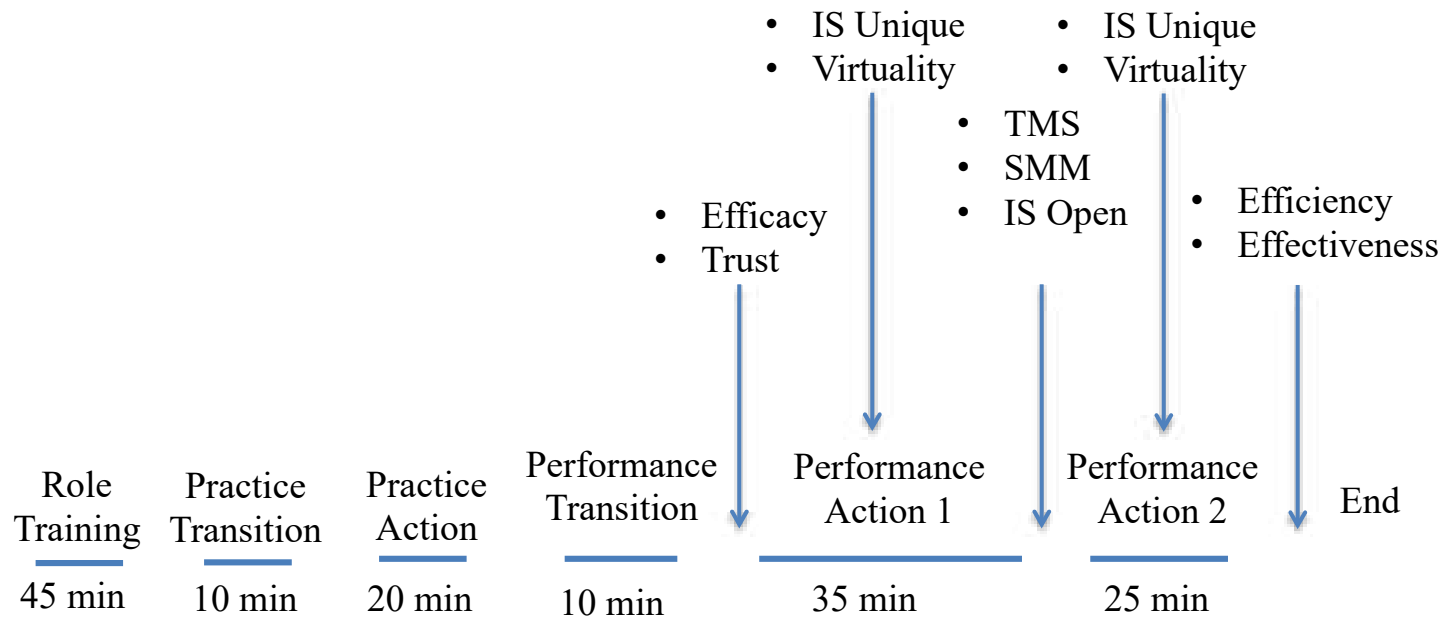 • IS Unique
• Virtuality
• IS Unique
• Virtuality
• TMS
• SMM
• IS Open
• Efficacy
• Trust
• Efficiency
• Effectiveness
Role
Training
45 min
Practice
Transition
10 min
Practice
Action
20 min
Performance
Transition
10 min
Performance
Action 1
35 min
Performance
Action 2
25 min
End